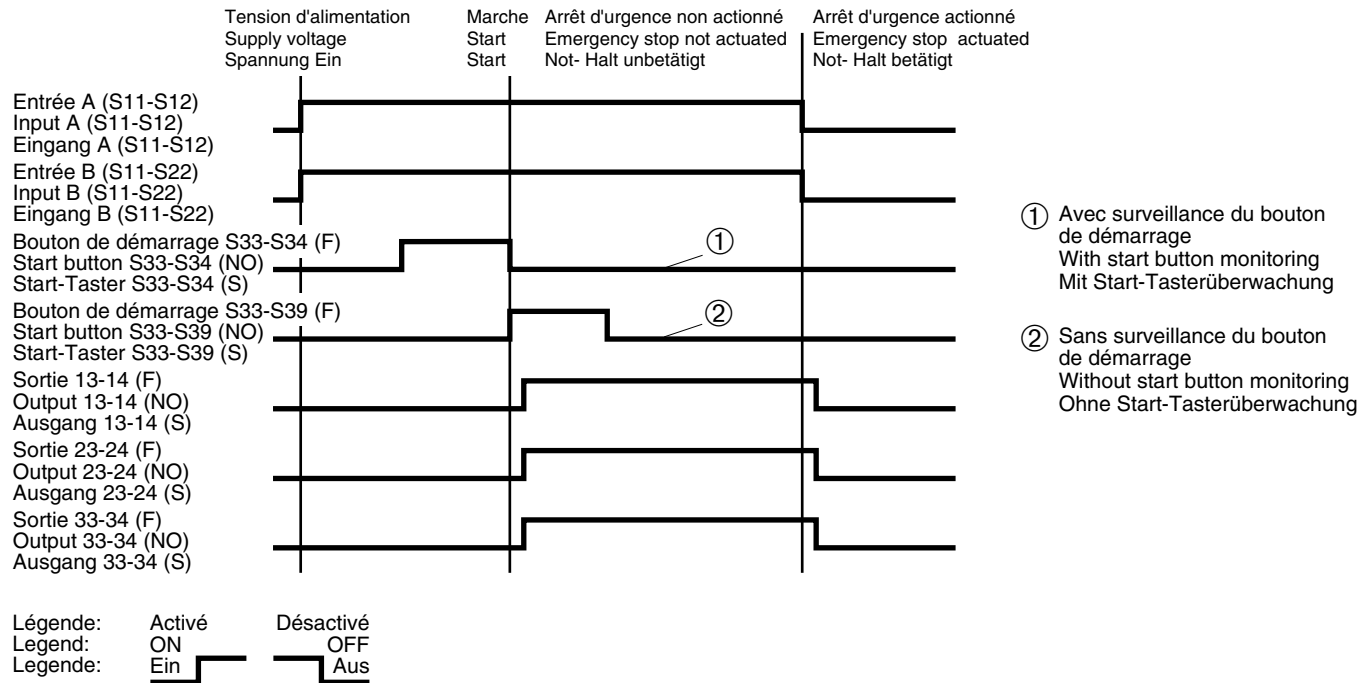 Tension d'alimentation
Supply voltage
Spannung Ein
Marche
Start
Start
Arrêt d'urgence non actionné
Emergency stop not actuated
Not- Halt unbetätigt
Arrêt d'urgence actionné
Emergency stop actuated
Not- Halt betätigt
Entrée A (S11-S12)
Input A (S11-S12)
Eingang A (S11-S12)
Entrée B (S11-S22)
Input B (S11-S22)
Eingang B (S11-S22)
Bouton de démarrage S33-S34 (F)
Start button S33-S34 (NO)
Start-Taster S33-S34 (S)
①
Bouton de démarrage S33-S39 (F)
Start button S33-S39 (NO)
Start-Taster S33-S39 (S)
②
Sortie 13-14 (F)
Output 13-14 (NO)
Ausgang 13-14 (S)
Sortie 23-24 (F)
Output 23-24 (NO)
Ausgang 23-24 (S)
Sortie 33-34 (F)
Output 33-34 (NO)
Ausgang 33-34 (S)
① Avec surveillance du bouton
de démarrage
With start button monitoring
Mit Start-Tasterüberwachung
② Sans surveillance du bouton
de démarrage
Without start button monitoring
Ohne Start-Tasterüberwachung
Légende: Activé Désactivé
Legend: ON OFF
Legende: Ein Aus